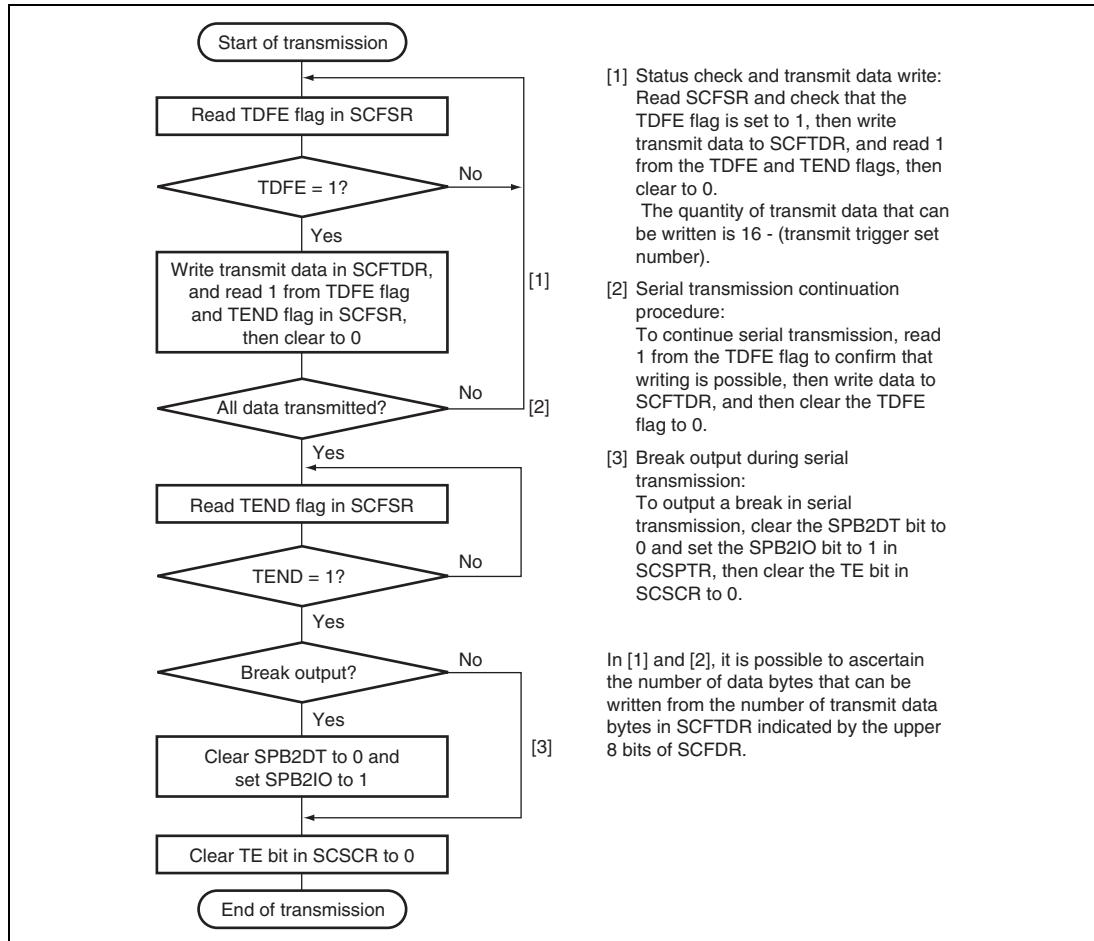 Start of transmission
Read TDFE flag in SCFSR
TDFE = 1?
No
Yes
Write transmit data in SCFTDR,
and read 1 from TDFE flag
and TEND flag in SCFSR,
then clear to 0
[1]
All data transmitted?
No
[2]
Yes
Read TEND flag in SCFSR
TEND = 1?
No
Yes
Break output?
No
Yes
Clear SPB2DT to 0 and
set SPB2IO to 1
[3]
Clear TE bit in SCSCR to 0
End of transmission
[1] Status check and transmit data write:
Read SCFSR and check that the
TDFE flag is set to 1, then write
transmit data to SCFTDR, and read 1
from the TDFE and TEND flags, then
clear to 0.
The quantity of transmit data that can
be written is 16 - (transmit trigger set
number).
[2] Serial transmission continuation
procedure:
To continue serial transmission, read
1 from the TDFE flag to confirm that
writing is possible, then write data to
SCFTDR, and then clear the TDFE
flag to 0.
[3] Break output during serial
transmission:
To output a break in serial
transmission, clear the SPB2DT bit to
0 and set the SPB2IO bit to 1 in
SCSPTR, then clear the TE bit in
SCSCR to 0.
In [1] and [2], it is possible to ascertain
the number of data bytes that can be
written from the number of transmit data
bytes in SCFTDR indicated by the upper
8 bits of SCFDR.